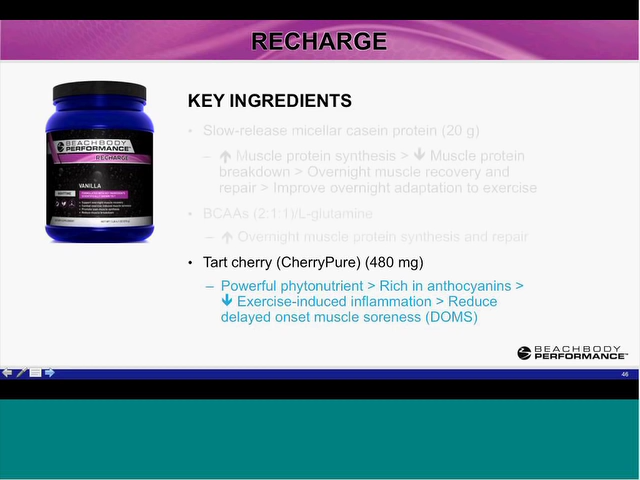 RECHARGE
KEY INGREDIENTS
• Slow-release micellar casein protein (20 g)
– ↑ Muscle protein synthesis > ↓ Muscle protein
breakdown > Overnight muscle recovery and
repair > Improve overnight adaptation to exercise
• BCAAs (2:1:1)/L-glutamine
– ↑ Overnight muscle protein synthesis and repair
• Tart cherry (CherryPure) (480 mg)
– Powerful phytonutrient > Rich in anthocyanins >
↓ Exercise-induced inflammation > Reduce
delayed onset muscle soreness (DOMS)
BEACHBODY
PERFORMANCE
RECHARGE
VANILLA
BEACHBODY
PERFORMANCE
46